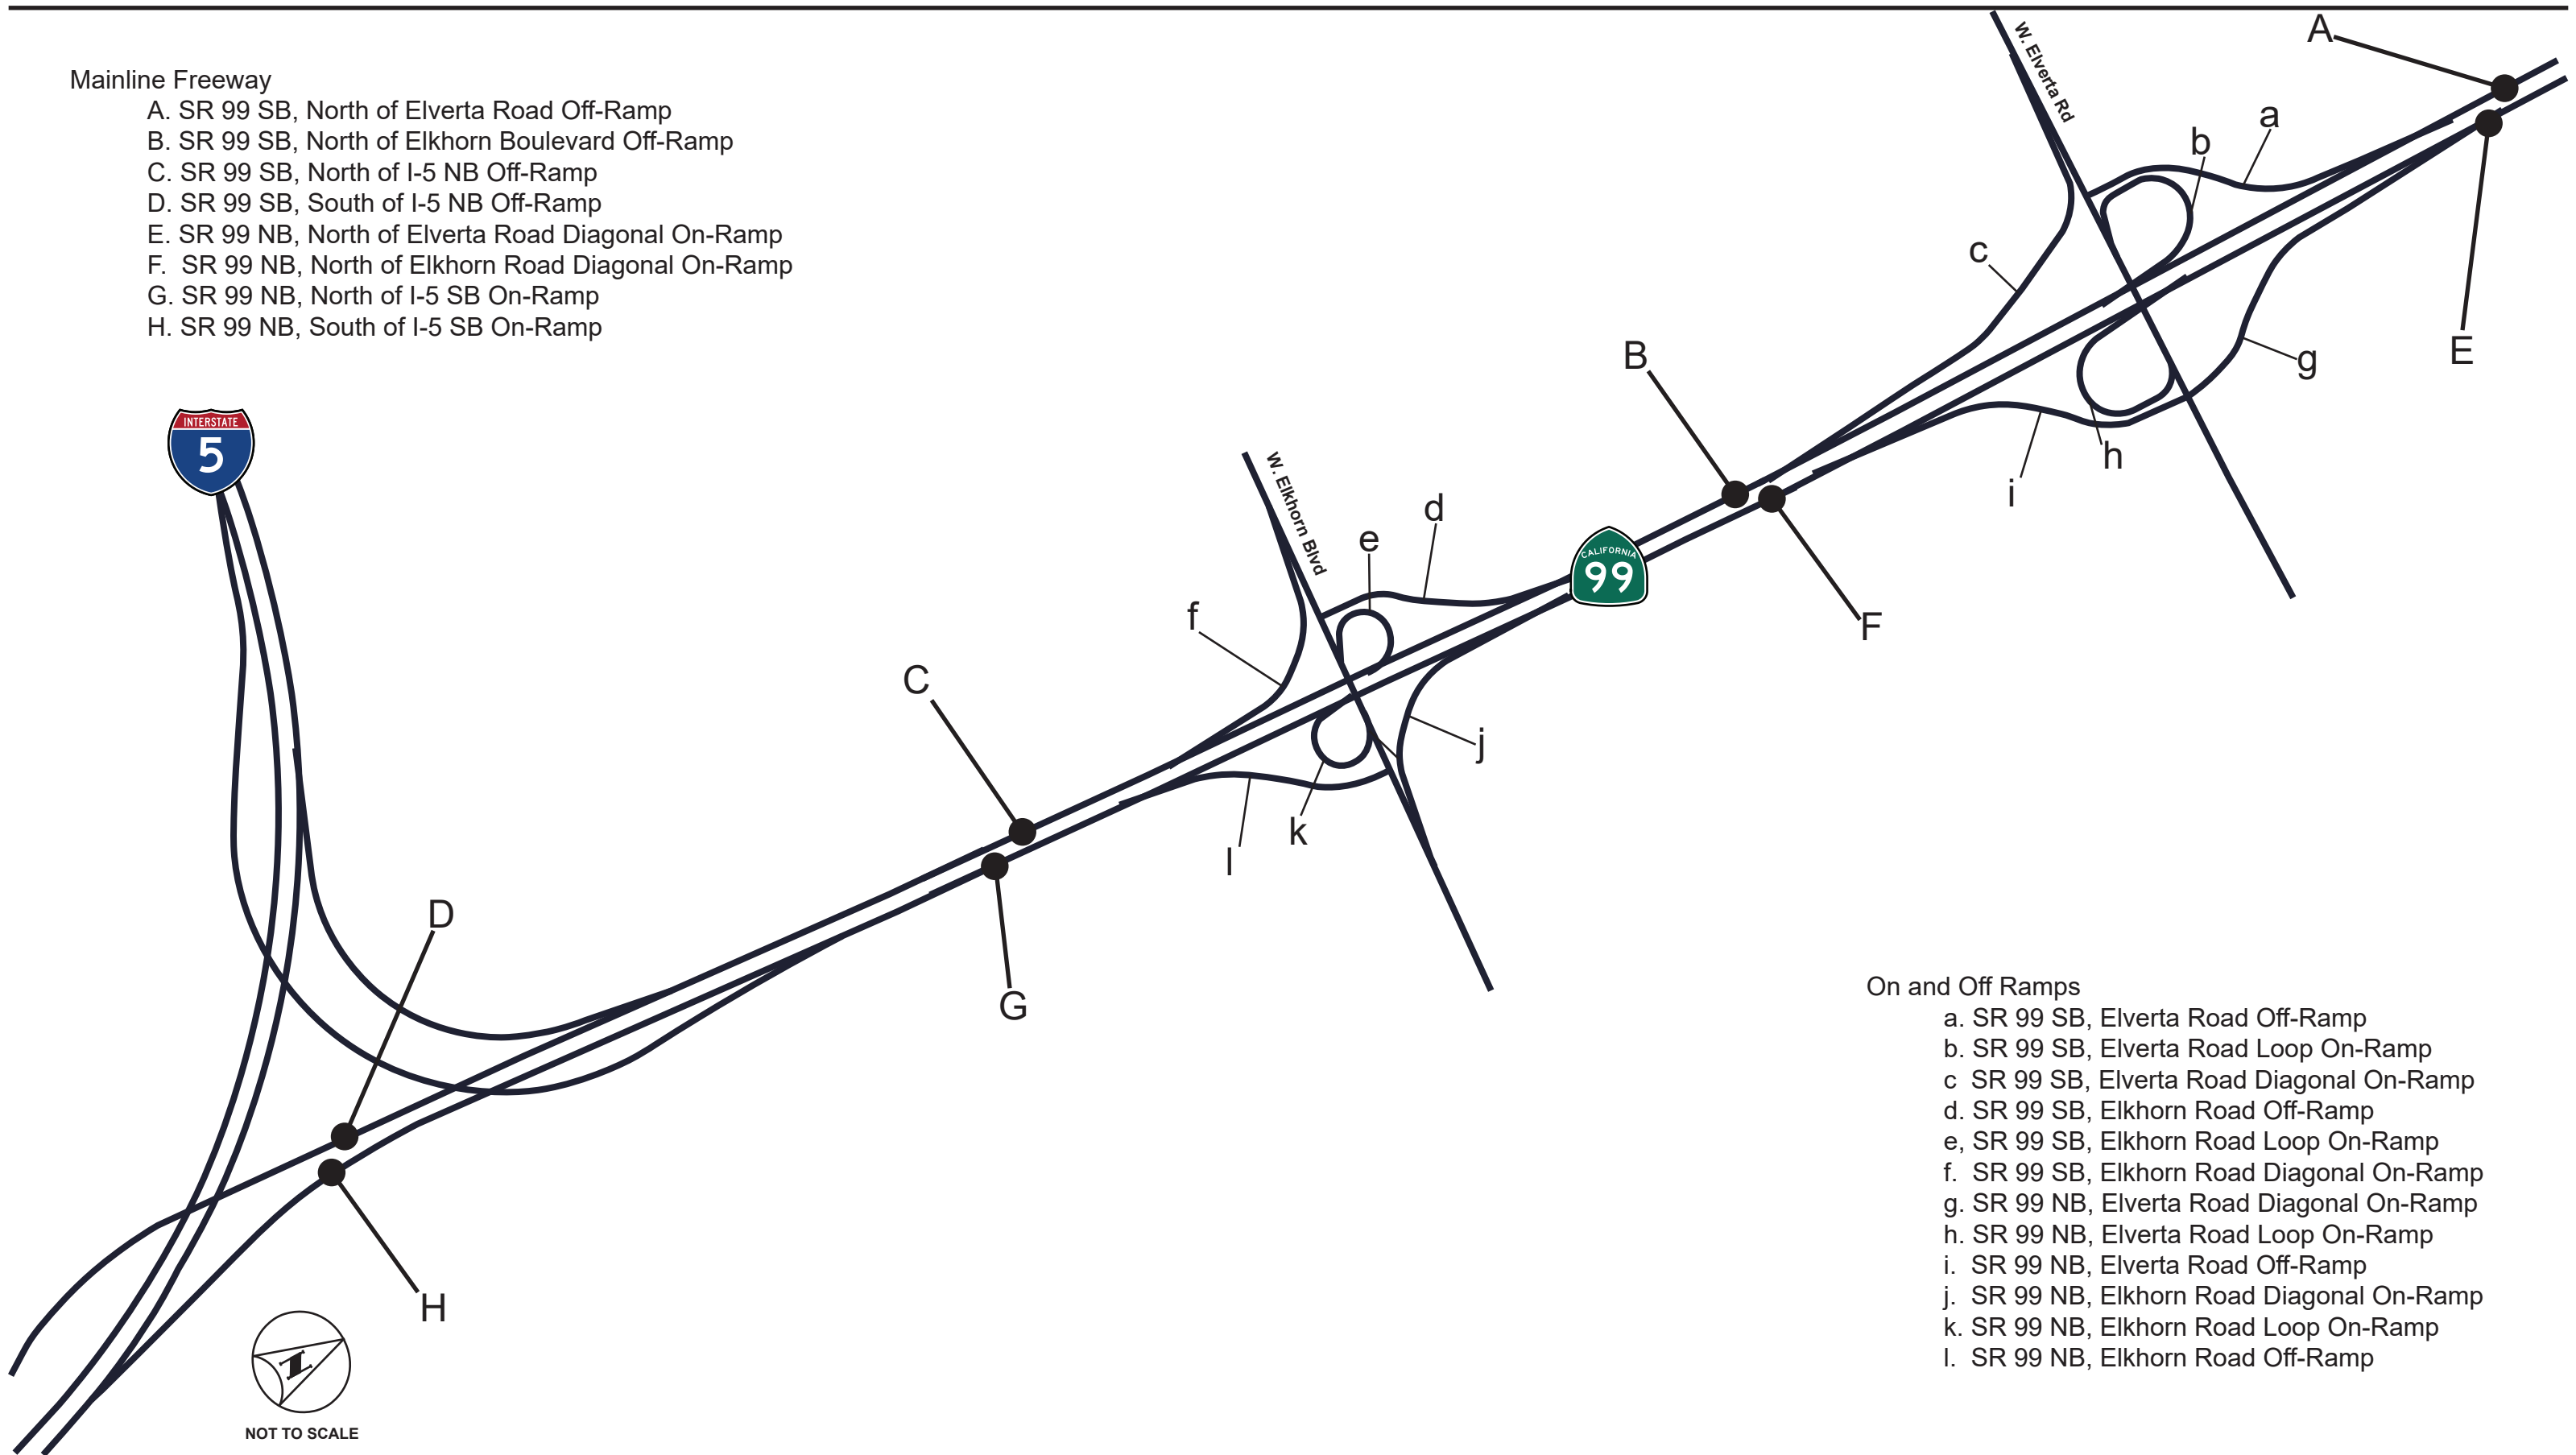 Mainline Freeway
A. SR 99 SB, North of Elverta Road Off-Ramp
B. SR 99 SB, North of Elkhorn Boulevard Off-Ramp
C. SR 99 SB, North of I-5 NB Off-Ramp
D. SR 99 SB, South of I-5 NB Off-Ramp
E. SR 99 NB, North of Elverta Road Diagonal On-Ramp
F. SR 99 NB, North of Elkhorn Road Diagonal On-Ramp
G. SR 99 NB, North of I-5 SB On-Ramp
H. SR 99 NB, South of I-5 SB On-Ramp
W. Elverta Rd
A
a
b
c
B
E
g
h
i
INTERSTATE
5
W. Elkhorn Blvd
d
e
CALIFORNIA
99
f
F
C
j
k
l
D
G
H
NOT TO SCALE
On and Off Ramps
a. SR 99 SB, Elverta Road Off-Ramp
b. SR 99 SB, Elverta Road Loop On-Ramp
c SR 99 SB, Elverta Road Diagonal On-Ramp
d. SR 99 SB, Elkhorn Road Off-Ramp
e, SR 99 SB, Elkhorn Road Loop On-Ramp
f. SR 99 SB, Elkhorn Road Diagonal On-Ramp
g. SR 99 NB, Elverta Road Diagonal On-Ramp
h. SR 99 NB, Elverta Road Loop On-Ramp
i. SR 99 NB, Elverta Road Off-Ramp
j. SR 99 NB, Elkhorn Road Diagonal On-Ramp
k. SR 99 NB, Elkhorn Road Loop On-Ramp
l. SR 99 NB, Elkhorn Road Off-Ramp